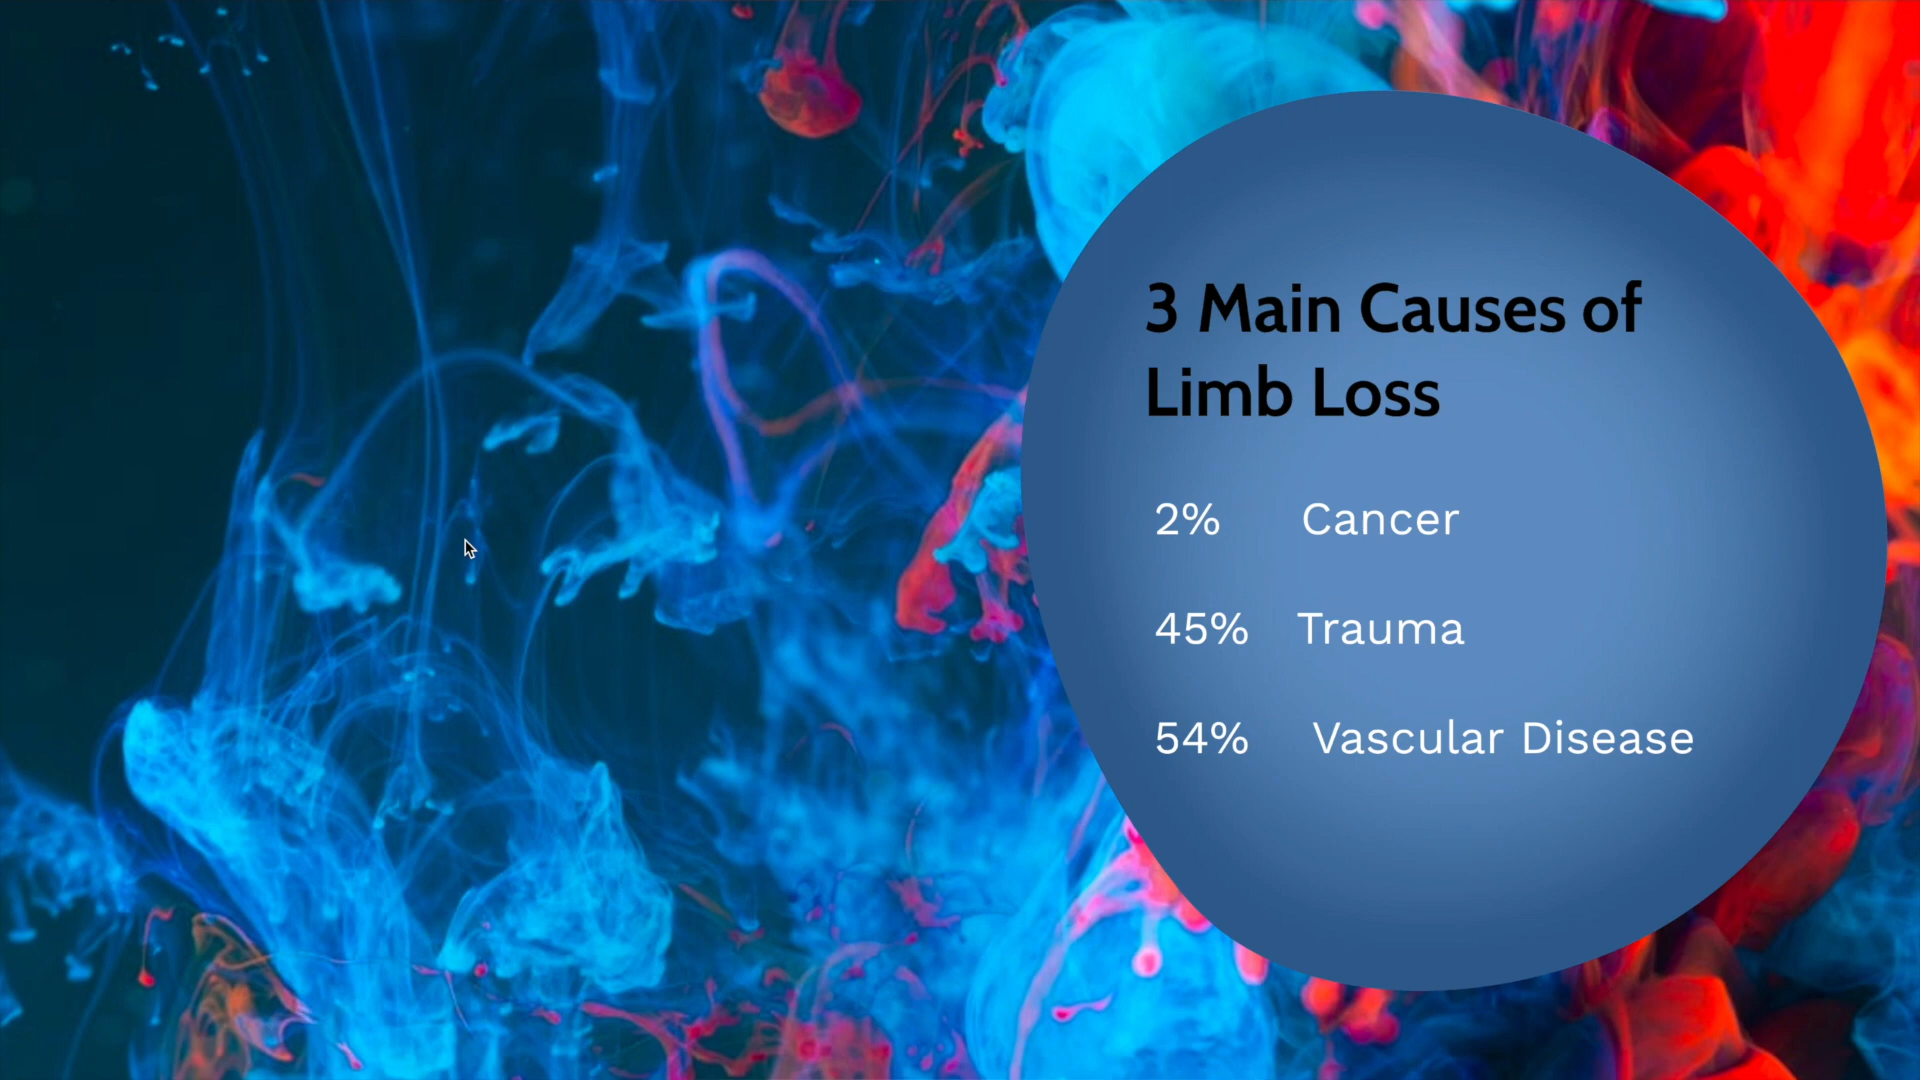 3 Main Causes of
Limb Loss
2% Cancer
45% Trauma
54% Vascular Disease